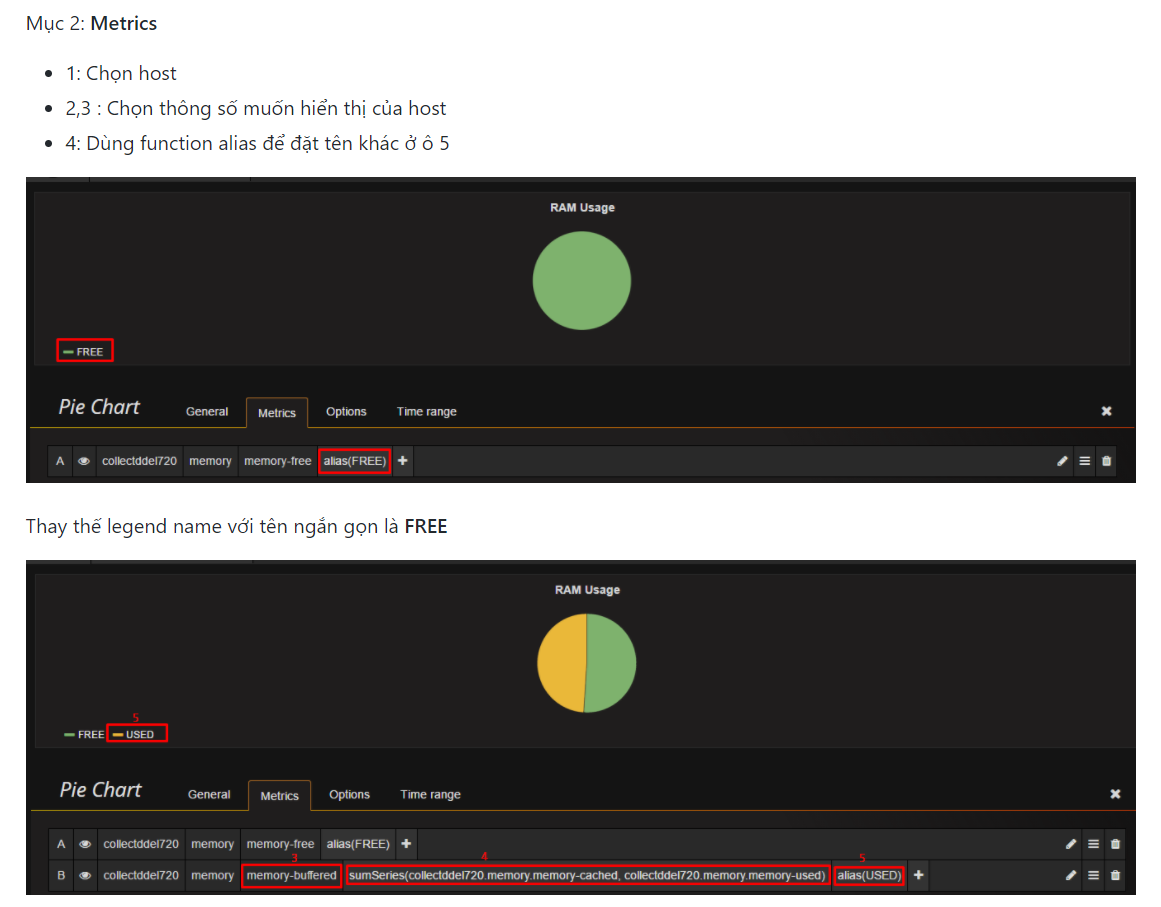 Mục 2: Metrics
1: Chọn host
2,3 : Chọn thông số muốn hiển thị của host
4: Dùng function alias để đặt tên khác ở ô 5
RAM Usage
FREE
Pie Chart General Metrics Options Time range
A collectddel720 memory memory-free alias(FREE)
Thay thế legend name với tên ngắn gọn là FREE
RAM Usage
5
FREE USED
Pie Chart General Metrics Options Time range
A collectddel720 memory memory-free alias(FREE)
3 4 5
B collectddel720 memory memory-buffered sumSeries(collectddel720.memory.memory-cached, collectddel720.memory.memory-used) alias(USED)